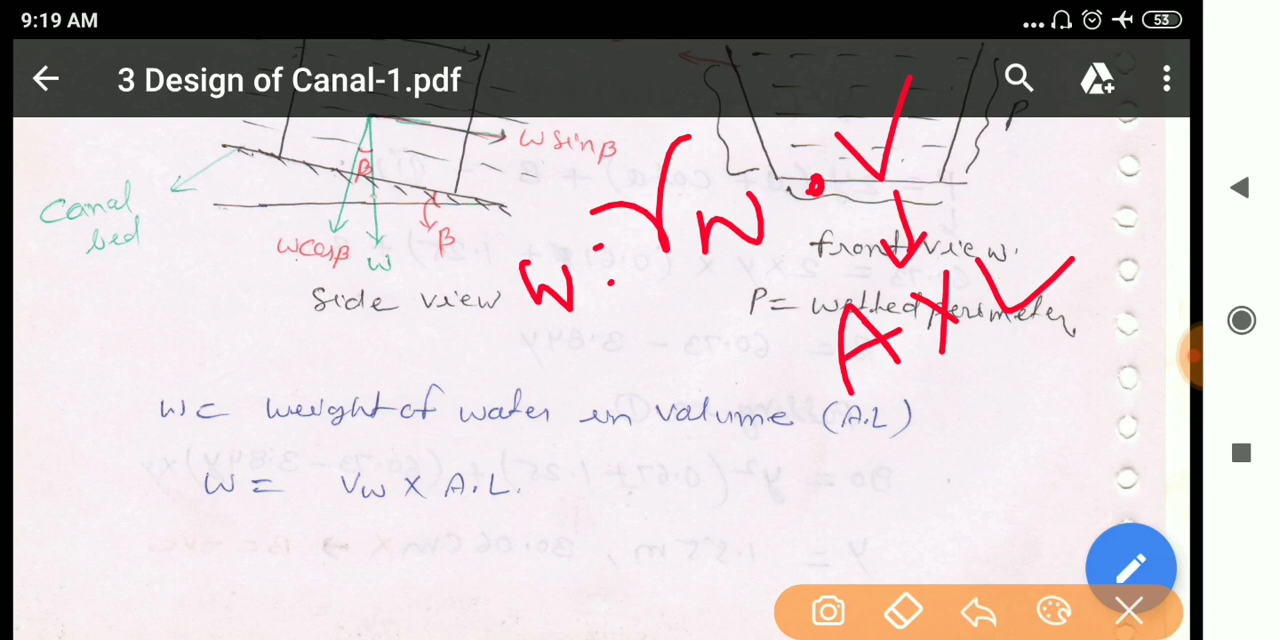 9:19 AM
53
3 Design of Canal-1.pdf
w sinβ
β
P
Canal
bed
wcosβ
w
β
Side view
front view.
P = wetted perimeter
W = γw
A x
w = weight of water in volume (A.L)
W = γw x A.L.